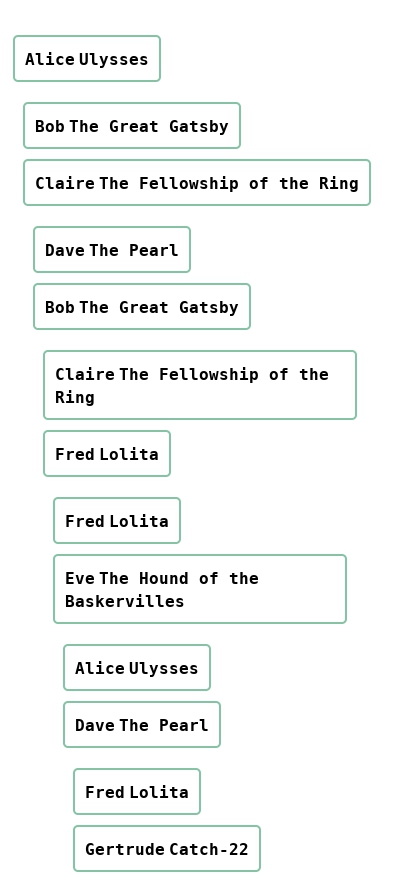 Alice Ulysses
Bob The Great Gatsby
Claire The Fellowship of the Ring
Dave The Pearl
Bob The Great Gatsby
Claire The Fellowship of the
Ring
Fred Lolita
Fred Lolita
Eve The Hound of the
Baskervilles
Alice Ulysses
Dave The Pearl
Fred Lolita
Gertrude Catch-22